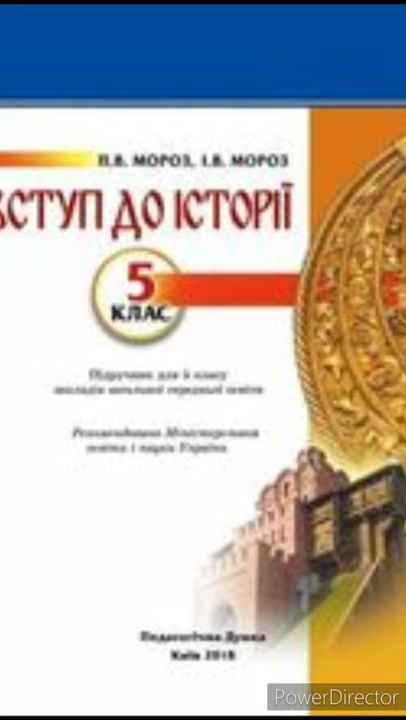 П.В. МОРОЗ, І.В. МОРОЗ
ВСТУП ДО ІСТОРІЇ
5
КЛАС
Підручник для 5 класу
закладів загальної середньої освіти
Рекомендовано Міністерством
освіти і науки України
Педагогічна Думка
Київ 2018
PowerDirector